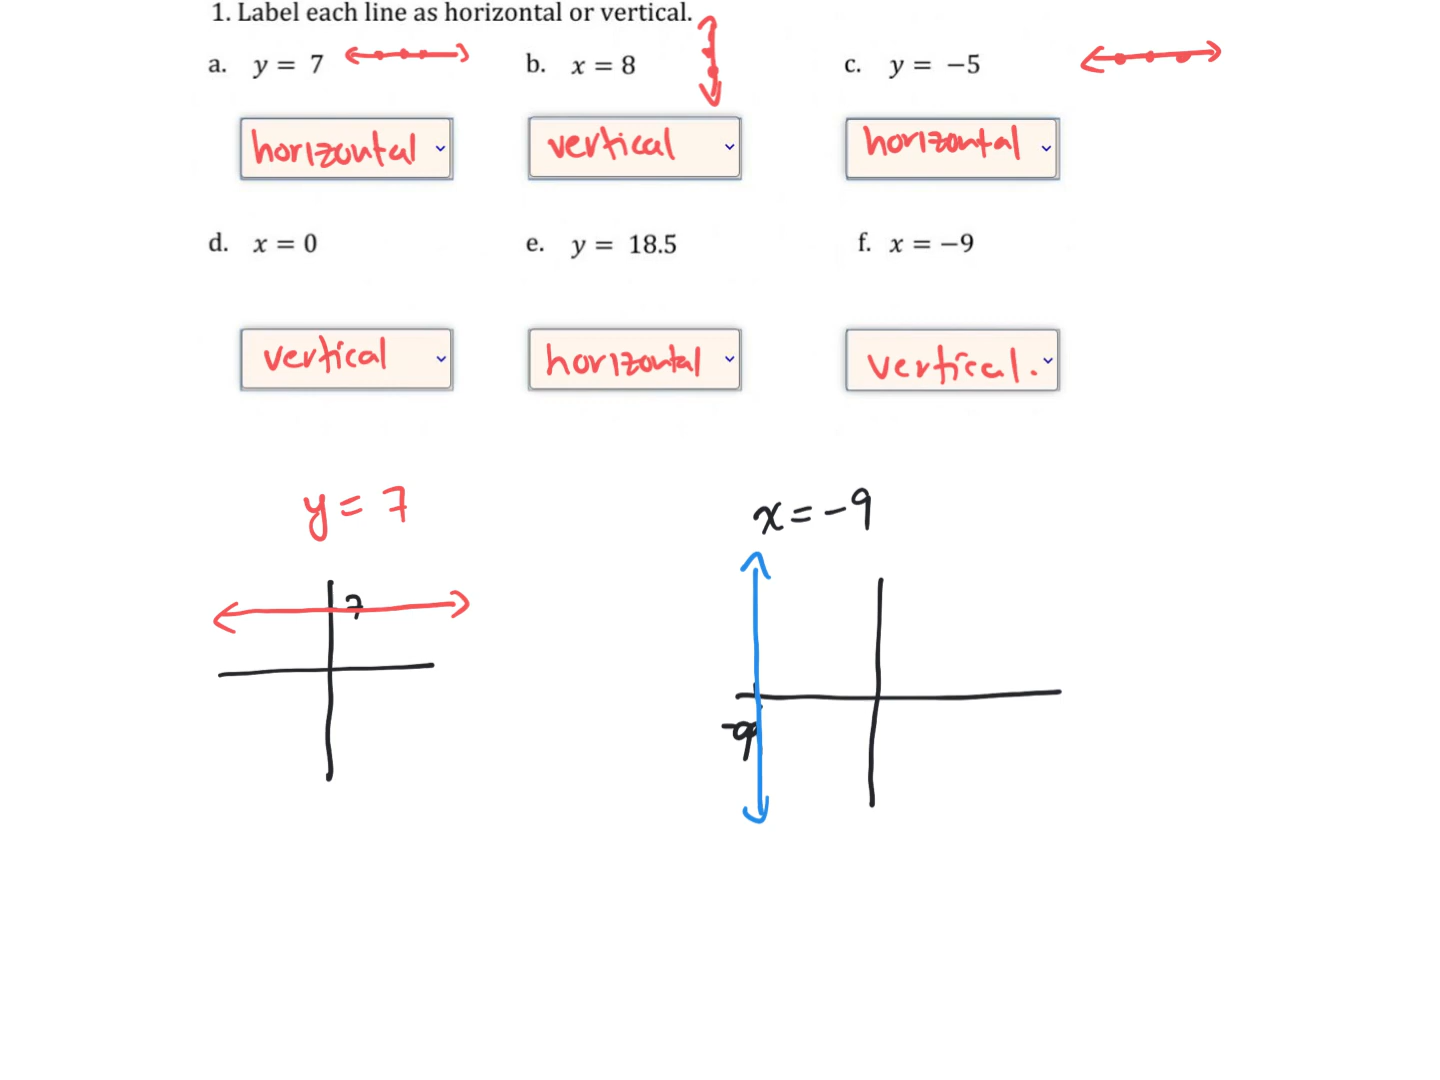 1. Label each line as horizontal or vertical.
a. y = 7 b. x = 8 c. y = −5
horizontal vertical horizontal
d. x = 0 e. y = 18.5 f. x = −9
vertical horizontal vertical.
y = 7 x = −9
7
−9